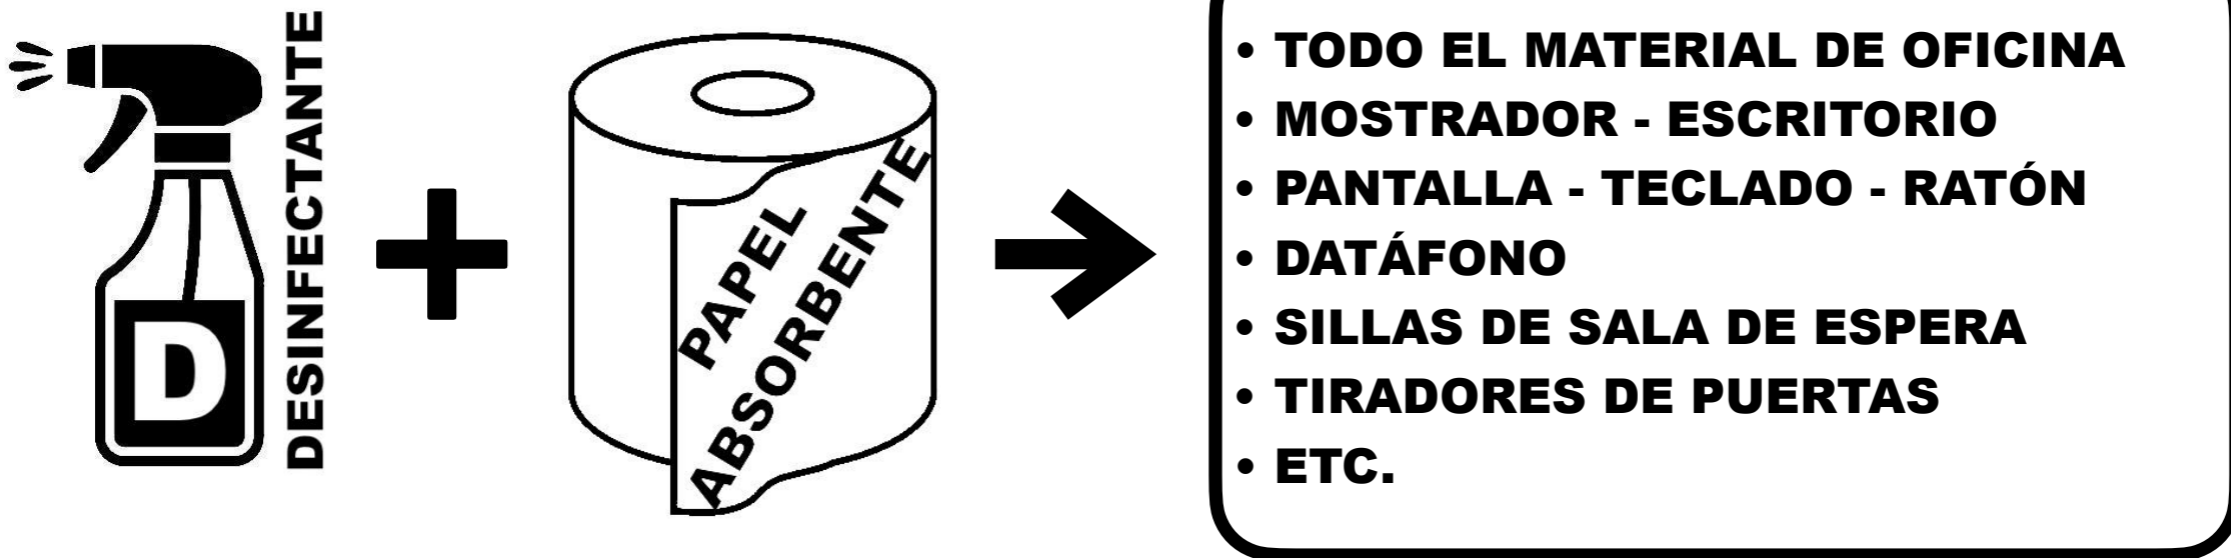 D
DESINFECTANTE
PAPEL
ABSORBENTE
• TODO EL MATERIAL DE OFICINA
• MOSTRADOR - ESCRITORIO
• PANTALLA - TECLADO - RATÓN
• DATÁFONO
• SILLAS DE SALA DE ESPERA
• TIRADORES DE PUERTAS
• ETC.